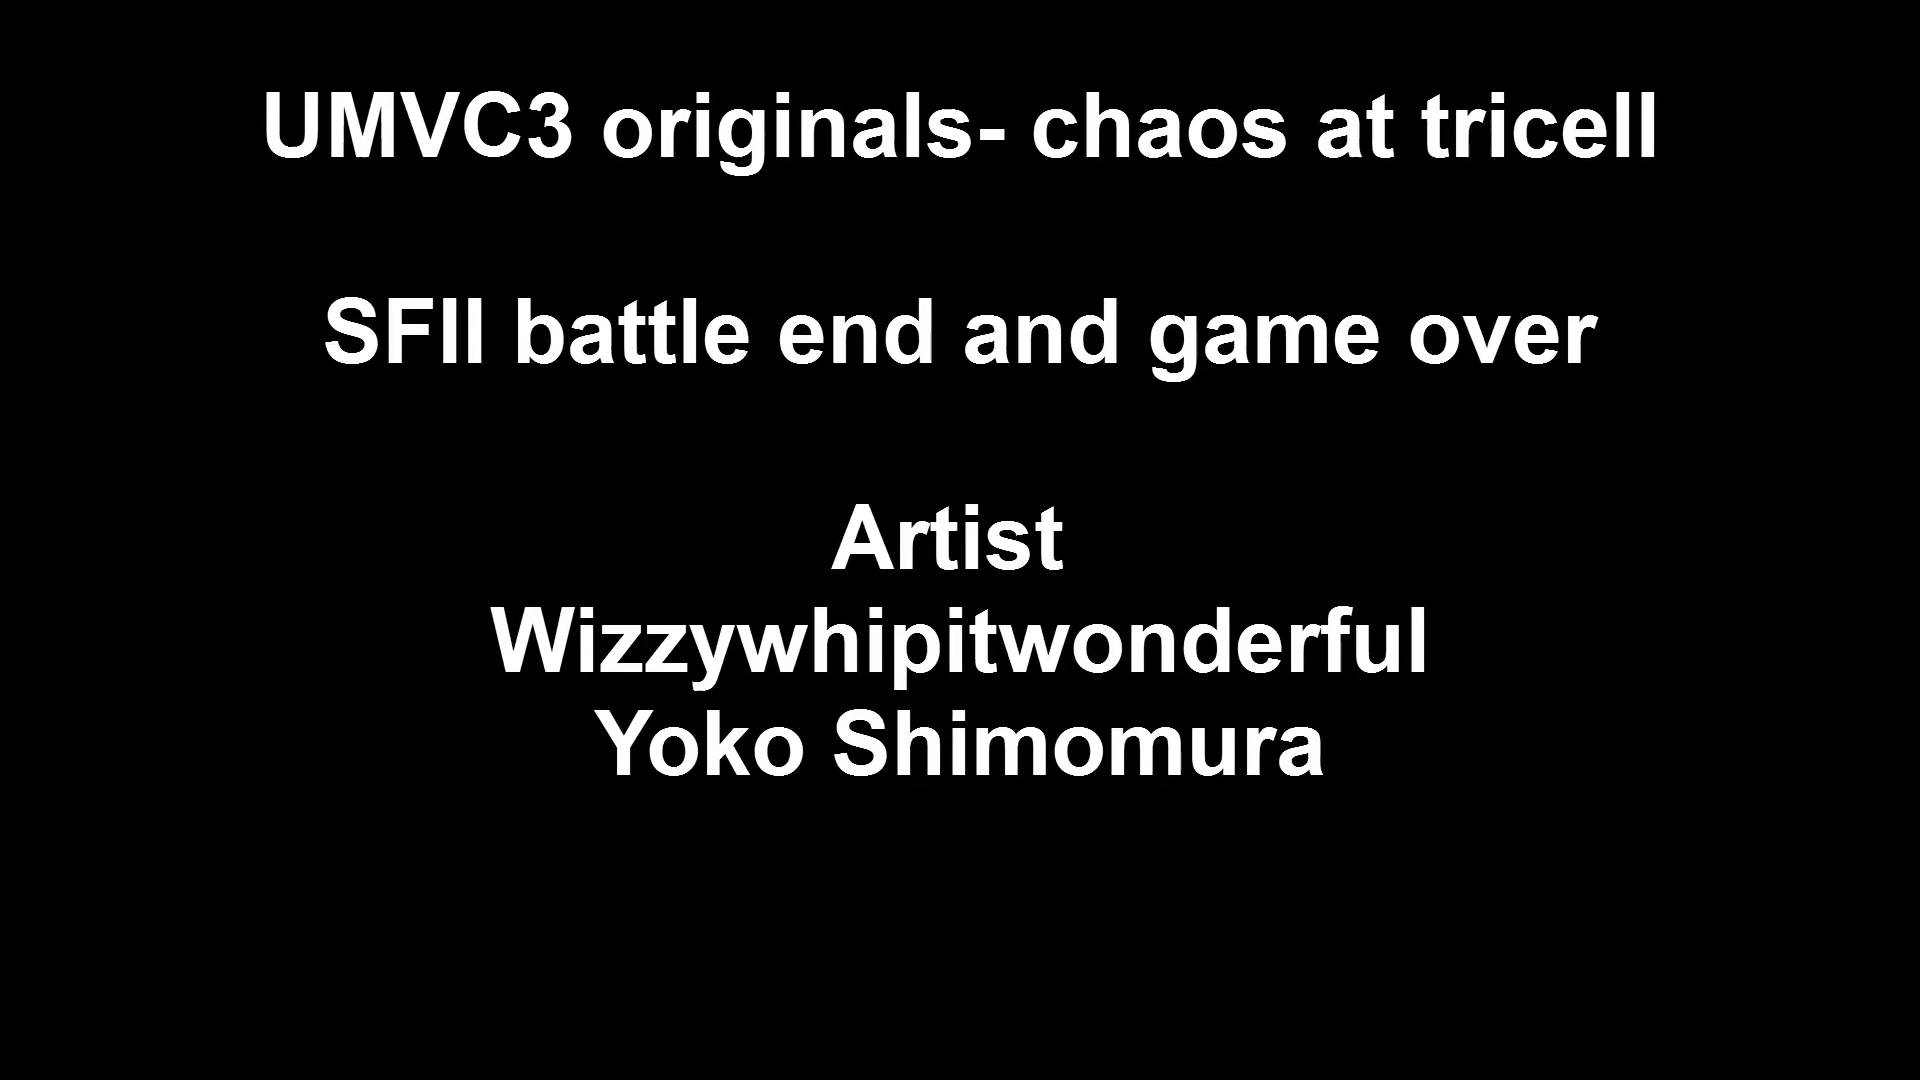 UMVC3 originals- chaos at tricell
SFII battle end and game over
Artist
Wizzywhipitwonderful
Yoko Shimomura